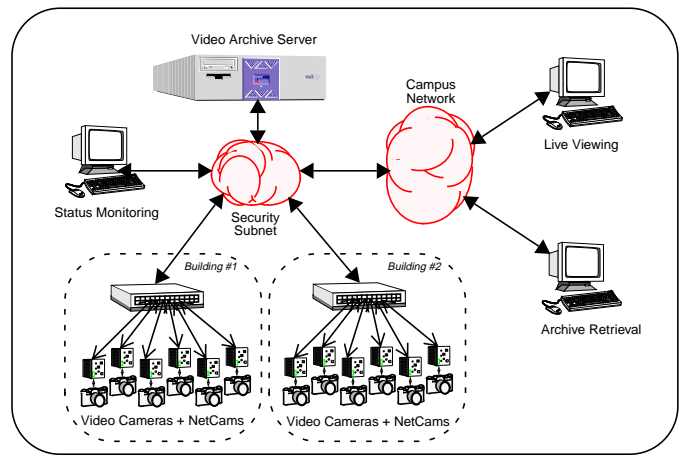 Video Archive Server
Campus
Network
Live Viewing
Status Monitoring
Security
Subnet
Building #1
Building #2
Archive Retrieval
Video Cameras + NetCams
Video Cameras + NetCams